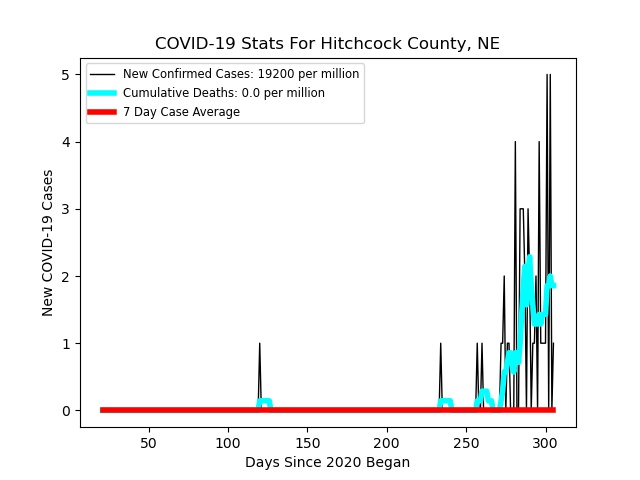 COVID-19 Stats For Hitchcock County, NE
New Confirmed Cases: 19200 per million
Cumulative Deaths: 0.0 per million
7 Day Case Average
New COVID-19 Cases
5
4
3
2
1
0
50 100 150 200 250 300
Days Since 2020 Began